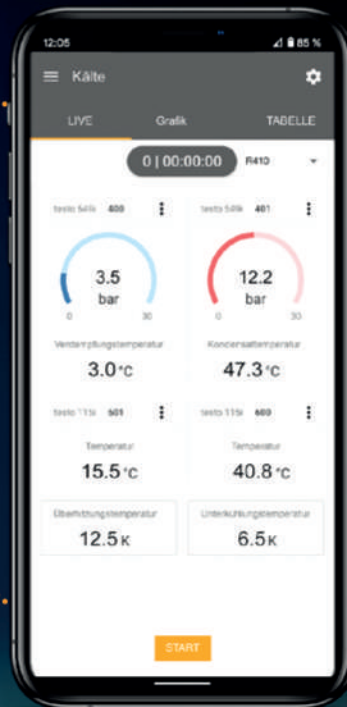 12:05 85 %
Kälte
LIVE Grafik TABELLE
0 | 00:00:00 R410
testo 549i 400 testo 549i 401
3.5 12.2
bar bar
0 30 0 30
Verdampfungstemperatur Kondensattemperatur
3.0 °C 47.3 °C
testo 115i 501 testo 115i 600
Temperatur Temperatur
15.5 °C 40.8 °C
Überhitzungstemperatur Unterkühlungstemperatur
12.5 K 6.5 K
START